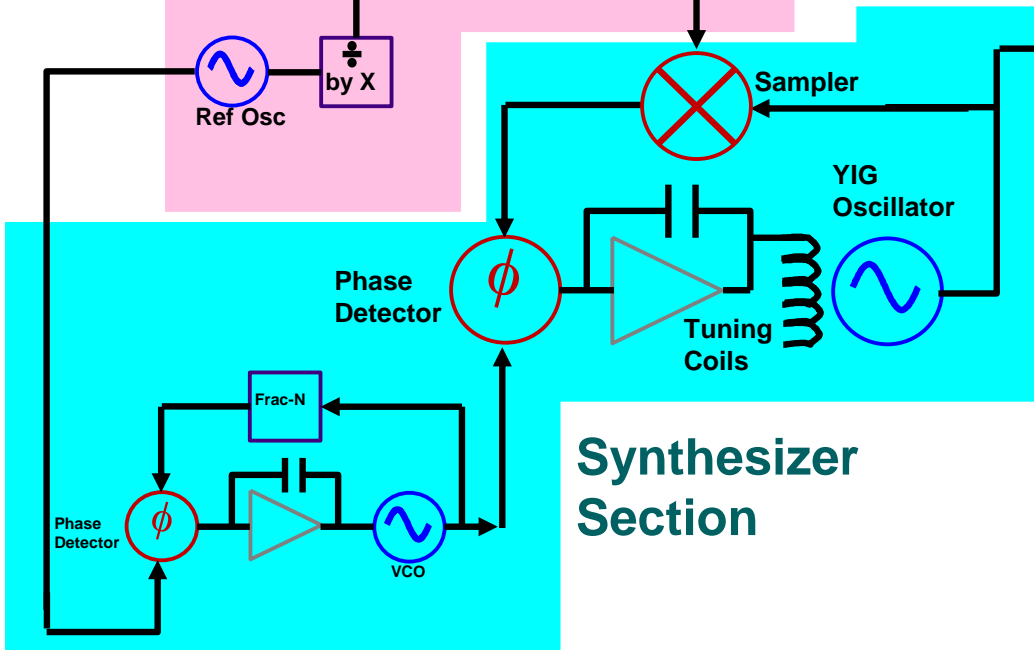 ÷
by X
Ref Osc
Sampler
YIG
Oscillator
ϕ
Phase
Detector
Tuning
Coils
Frac-N
ϕ
Phase
Detector
VCO
Synthesizer
Section